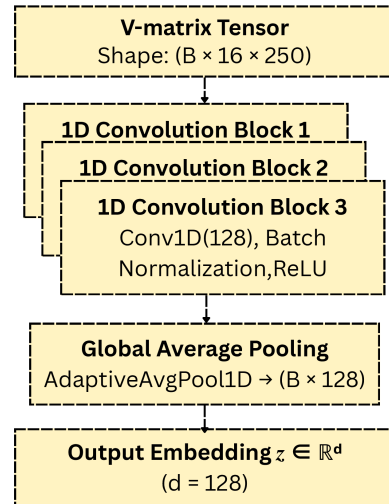 V-matrix Tensor
Shape: (B × 16 × 250)
1D Convolution Block 1
1D Convolution Block 2
1D Convolution Block 3
Conv1D(128), Batch
Normalization,ReLU
Global Average Pooling
AdaptiveAvgPool1D → (B × 128)
Output Embedding z ∈ ℝᵈ
(d = 128)